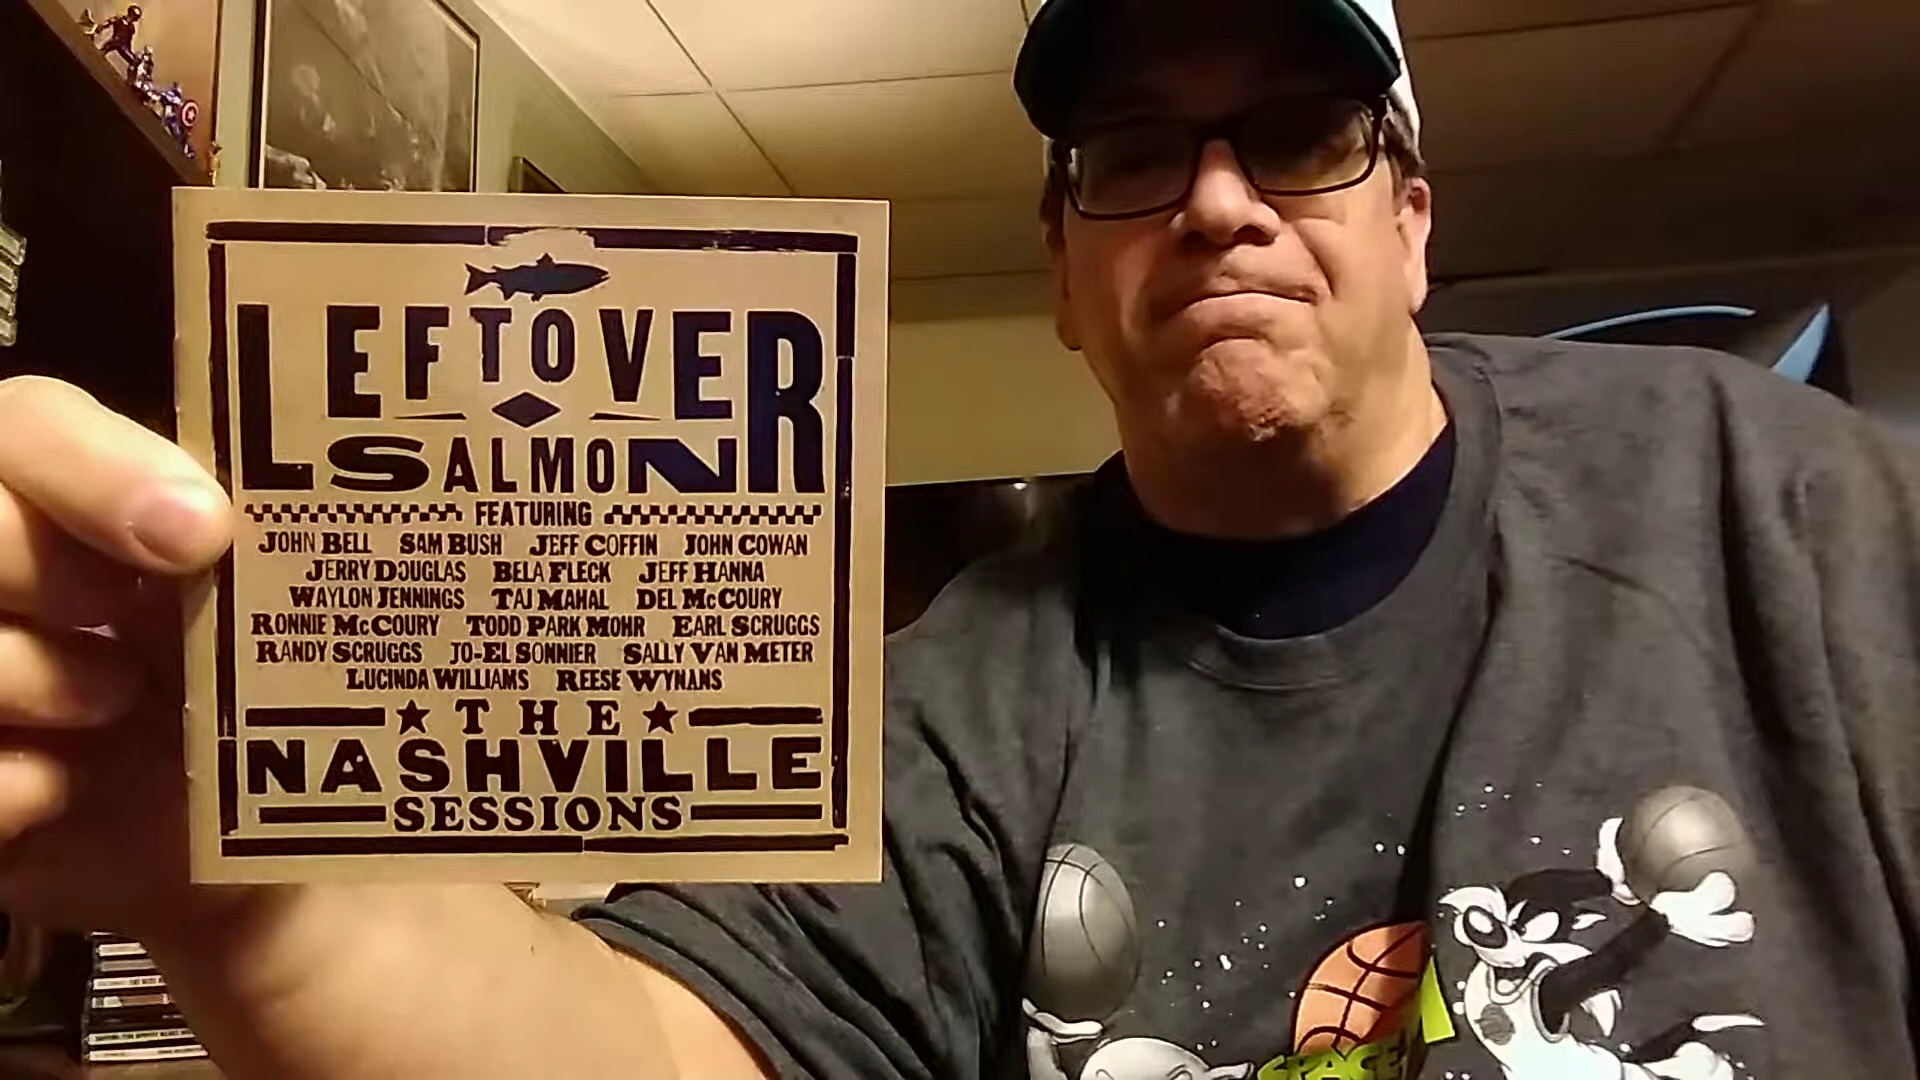 LEFTOVER
SALMON
FEATURING
JOHN BELL SAM BUSH JEFF COFFIN JOHN COWAN
JERRY DOUGLAS BELA FLECK JEFF HANNA
WAYLON JENNINGS TAJ MAHAL DEL McCOURY
RONNIE McCOURY TODD PARK MOHR EARL SCRUGGS
RANDY SCRUGGS JO-EL SONNIER SALLY VAN METER
LUCINDA WILLIAMS REESE WYNANS
★ THE ★
NASHVILLE
SESSIONS
SPACE